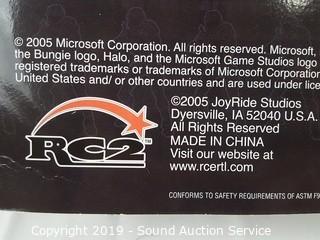 © 2005 Microsoft Corporation. All rights reserved. Microsoft,
the Bungie logo, Halo, and the Microsoft Game Studios logo
registered trademarks or trademarks of Microsoft Corporation
United States and/ or other countries and are used under lice
©2005 JoyRide Studios
Dyersville, IA 52040 U.S.A.
All Rights Reserved
MADE IN CHINA
Visit our website at
www.rcertl.com
RC2™
CONFORMS TO SAFETY REQUIREMENTS OF ASTM F9
Copyright 2019 - Sound Auction Service